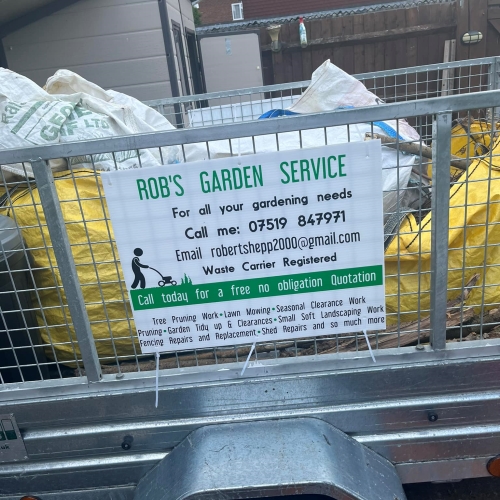 ROB'S GARDEN SERVICE
For all your gardening needs
Call me: 07519 847971
Email robertshepp2000@gmail.com
Waste Carrier Registered
Call today for a free no obligation Quotation
Tree Pruning Work•Lawn Mowing•Seasonal Clearance Work
Pruning•Garden Tidy up & Clearances•Small Soft Landscaping Work
Fencing Repairs and Replacement•Shed Repairs and so much more